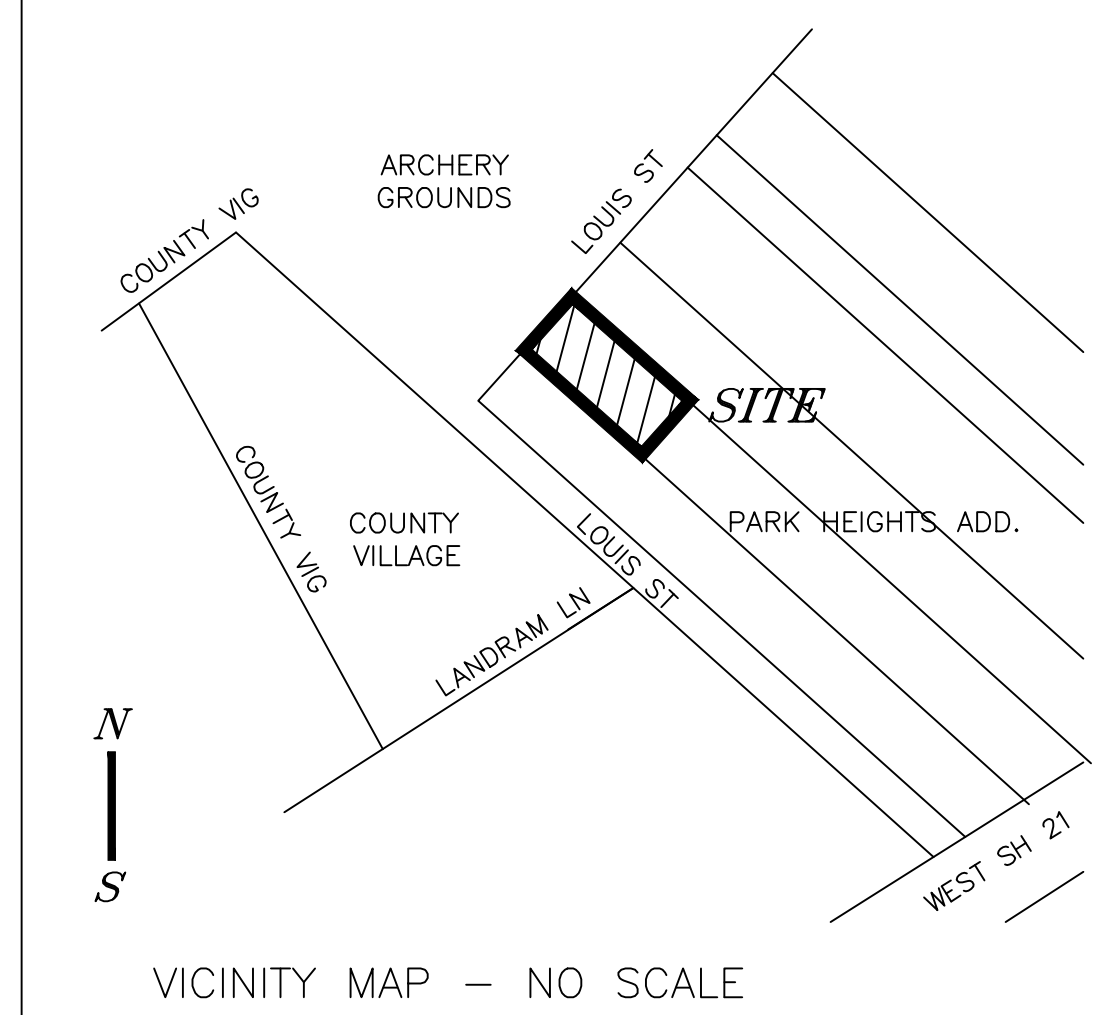 ARCHERY
GROUNDS
LOUIS ST
COUNTY VIG
SITE
COUNTY VIG
COUNTY
VILLAGE
PARK HEIGHTS ADD.
LOUIS ST
LANDRAM LN
N
S
WEST SH 21
VICINITY MAP – NO SCALE